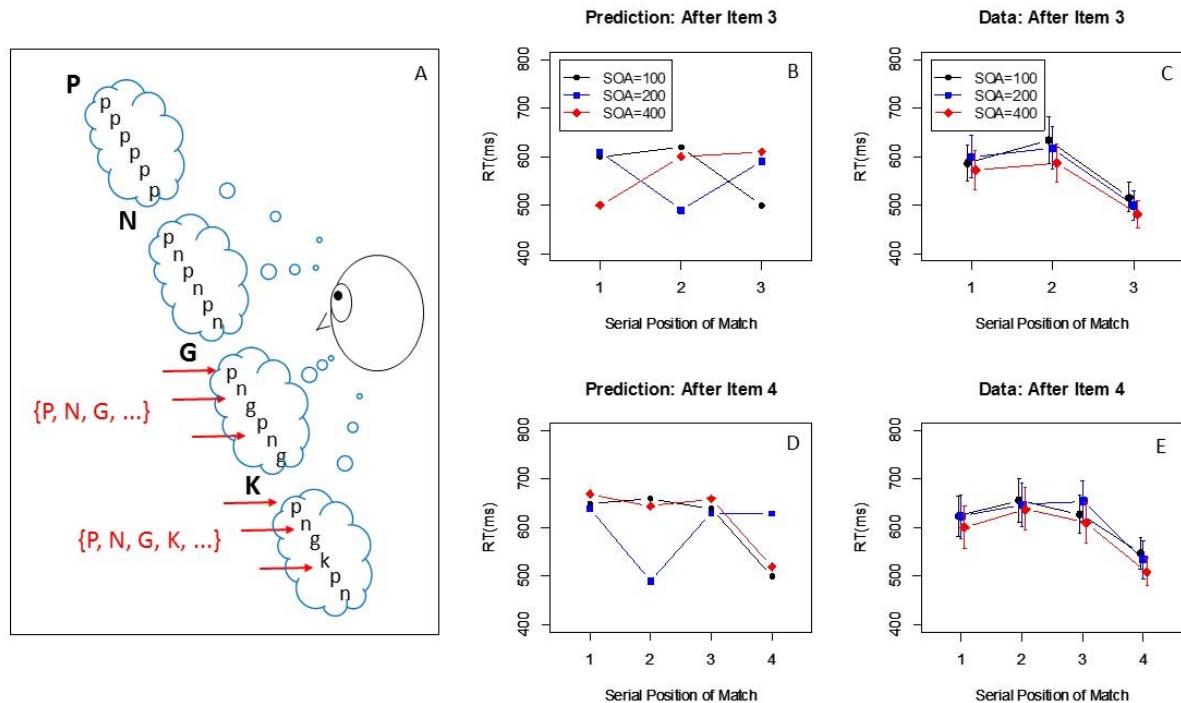 A
P
p
p
p
p
p
p
N
p
n
p
n
p
n
G
p
n
g
p
n
g
{P, N, G, ...}
K
p
n
g
k
p
n
{P, N, G, K, ...}
Prediction: After Item 3
B
SOA=100
SOA=200
SOA=400
RT(ms)
800
700
600
500
400
1 2 3
Serial Position of Match
Data: After Item 3
C
SOA=100
SOA=200
SOA=400
RT(ms)
800
700
600
500
400
1 2 3
Serial Position of Match
Prediction: After Item 4
D
RT(ms)
800
700
600
500
400
1 2 3 4
Serial Position of Match
Data: After Item 4
E
RT(ms)
800
700
600
500
400
1 2 3 4
Serial Position of Match